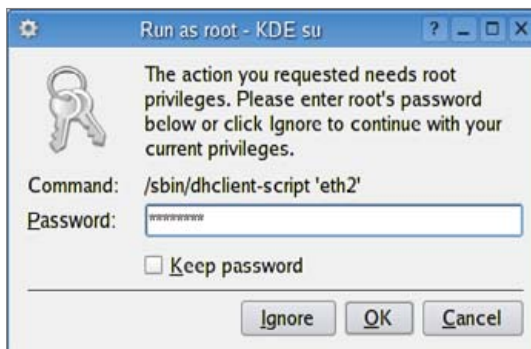 Run as root - KDE su
The action you requested needs root
privileges. Please enter root's password
below or click Ignore to continue with your
current privileges.
Command: /sbin/dhclient-script 'eth2'
Password: ********
Keep password
Ignore OK Cancel